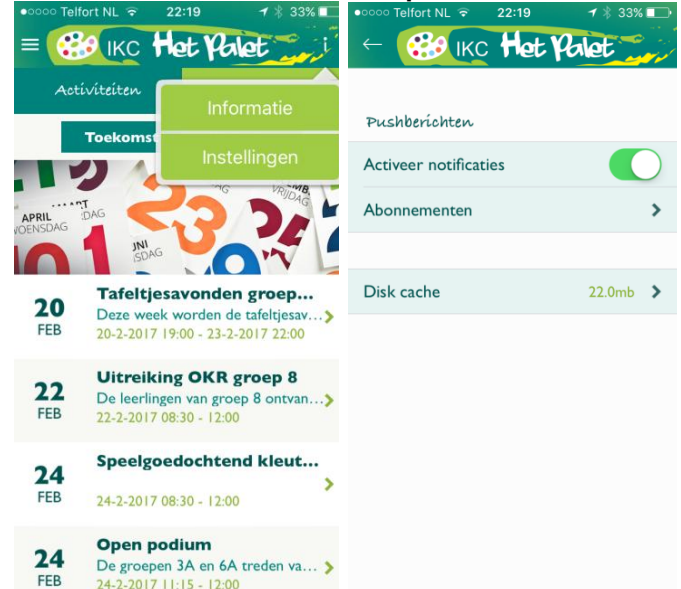 ●○○○○ Telfort NL 22:19 33%
IKC Het Palet i
Activiteiten
Informatie
Toekomst
Instellingen
MAART
APRIL DAG
WOENSDAG
JUNI
SDAG
VRIJDAG
20 FEB
Tafeltjesavonden groep...
Deze week worden de tafeltjesav...
20-2-2017 19:00 - 23-2-2017 22:00
22 FEB
Uitreiking OKR groep 8
De leerlingen van groep 8 ontvan...
22-2-2017 08:30 - 12:00
24 FEB
Speelgoedochtend kleut...
24-2-2017 08:30 - 12:00
24 FEB
Open podium
De groepen 3A en 6A treden va...
24-2-2017 11:15 - 12:00
●○○○○ Telfort NL 22:19 33%
IKC Het Palet
Pushberichten
Activeer notificaties
Abonnementen
Disk cache 22.0mb